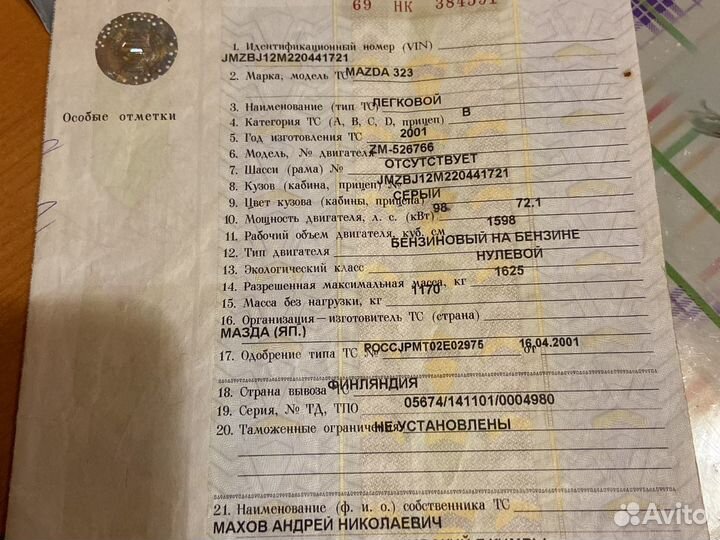 69 НК 384591
1. Идентификационный номер (VIN)
JMZBJ12M220441721
2. Марка, модель ТС MAZDA 323
3. Наименование (тип ТС) ЛЕГКОВОЙ
4. Категория ТС (А, В, С, D, прицеп) В
5. Год изготовления ТС 2001
6. Модель, № двигателя ZM-526766
7. Шасси (рама) № ОТСУТСТВУЕТ
8. Кузов (кабина, прицеп) № JMZBJ12M220441721
9. Цвет кузова (кабины, прицепа) СЕРЫЙ
10. Мощность двигателя, л. с. (кВт) 98 72,1
11. Рабочий объем двигателя, куб. см 1598
12. Тип двигателя БЕНЗИНОВЫЙ НА БЕНЗИНЕ
13. Экологический класс НУЛЕВОЙ
14. Разрешенная максимальная масса, кг 1625
15. Масса без нагрузки, кг 1170
16. Организация—изготовитель ТС (страна)
МАЗДА (ЯП.)
17. Одобрение типа ТС № РОССJPMT02E02975 от 16.04.2001
18. Страна вывоза ТС ФИНЛЯНДИЯ
19. Серия, № ТД, ТПО 05674/141101/0004980
20. Таможенные ограничения НЕ УСТАНОВЛЕНЫ
21. Наименование (ф. и. о.) собственника ТС
МАХОВ АНДРЕЙ НИКОЛАЕВИЧ
Особые отметки
Avito